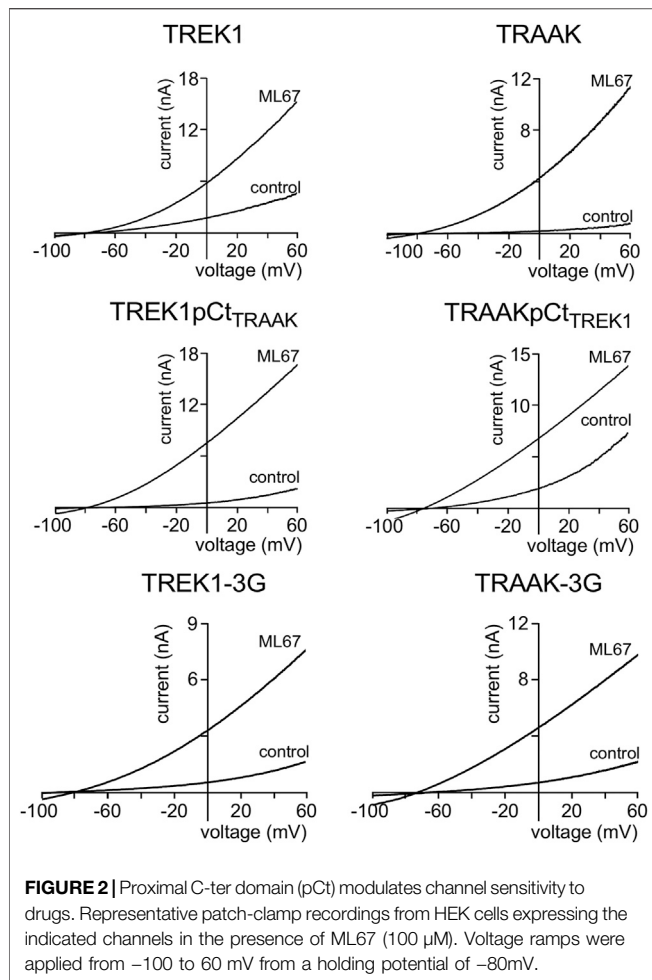 TREK1
TRAAK
18
12
current (nA)
ML67
control
-100
-60
-20
20
60
voltage (mV)
12
8
current (nA)
ML67
control
-100
-60
-20
20
60
voltage (mV)
TREK1pCtTRAAK
TRAAKpCtTREK1
18
12
current (nA)
ML67
control
-100
-60
-20
20
60
voltage (mV)
15
10
current (nA)
ML67
control
-100
-60
-20
20
60
voltage (mV)
TREK1-3G
TRAAK-3G
9
6
current (nA)
ML67
control
-100
-60
-20
20
60
voltage (mV)
12
8
current (nA)
ML67
control
-100
-60
-20
20
60
voltage (mV)
FIGURE 2 | Proximal C-ter domain (pCt) modulates channel sensitivity to
drugs. Representative patch-clamp recordings from HEK cells expressing the
indicated channels in the presence of ML67 (100 µM). Voltage ramps were
applied from −100 to 60 mV from a holding potential of −80mV.